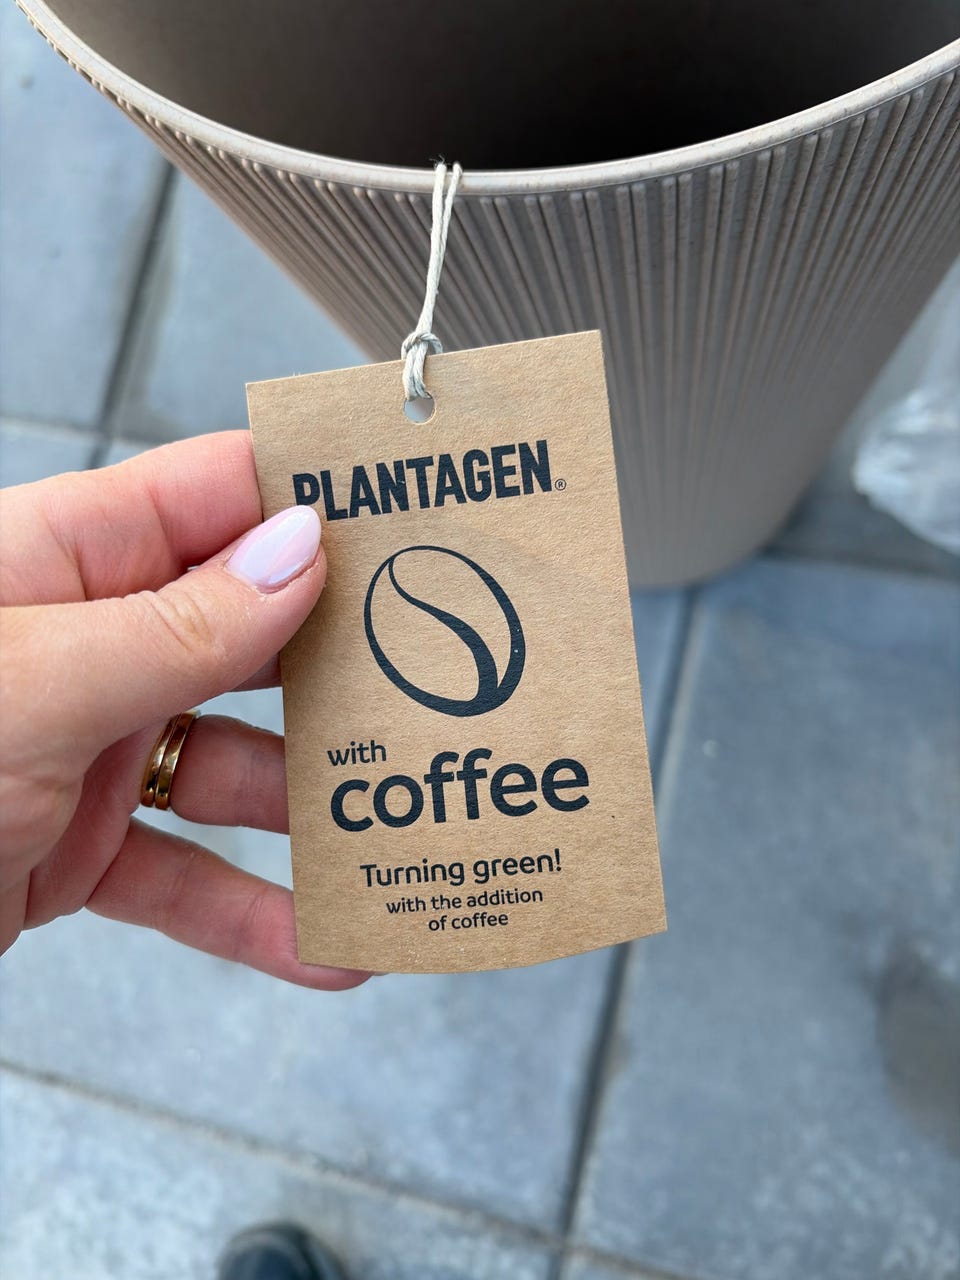 PLANTAGEN®
with
coffee
Turning green!
with the addition
of coffee